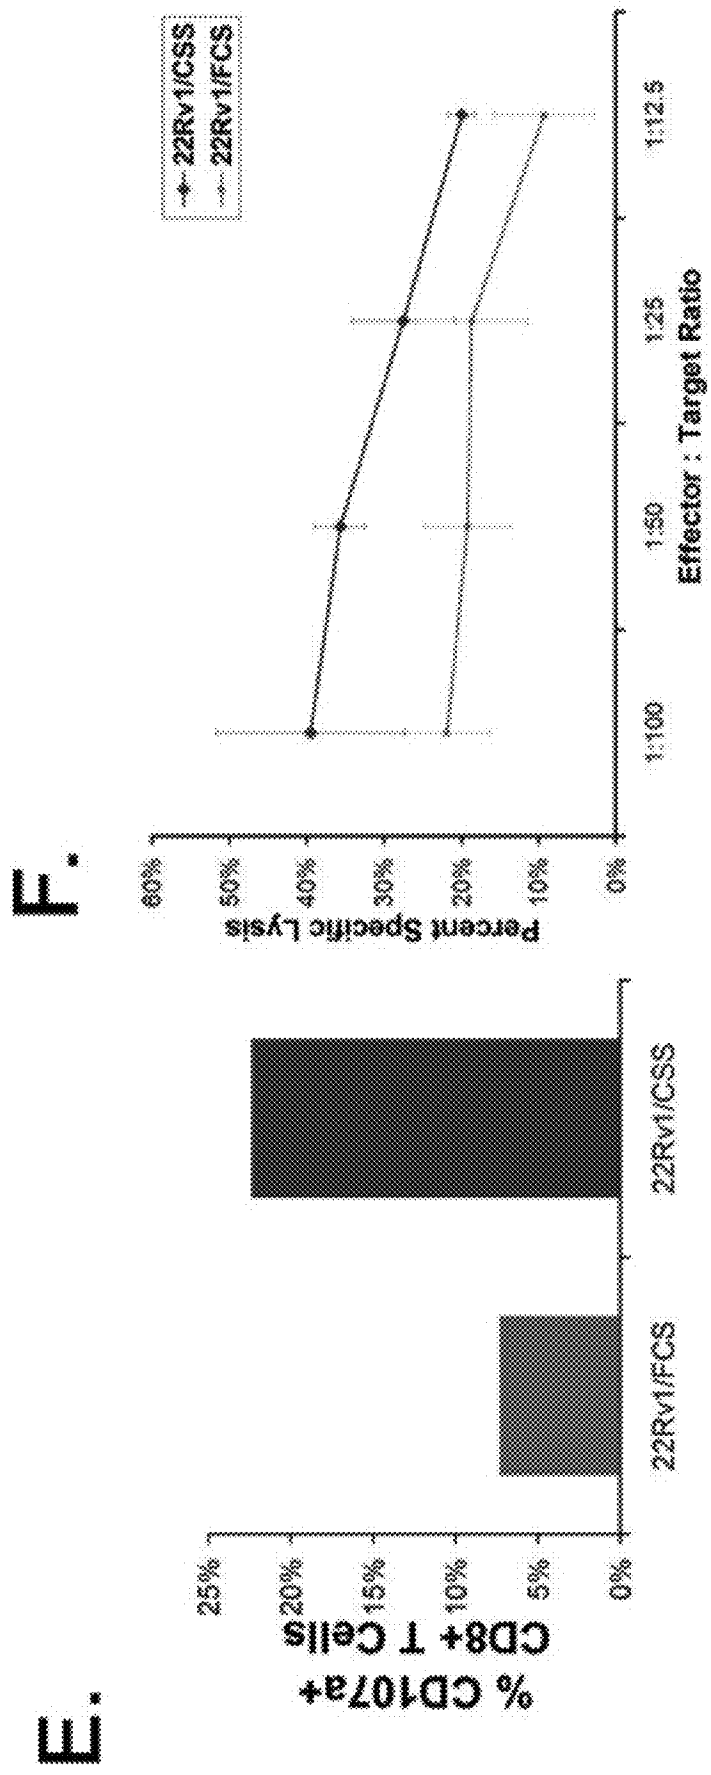 E.
25%
20%
15%
10%
5%
0%
% CD107a+
CD8+ T Cells
22Rv1/FCS
22Rv1/CSS
F.
60%
50%
40%
30%
20%
10%
0%
Percent Specific Lysis
1:100
1:50
1:25
1:12.5
Effector : Target Ratio
22Rv1/CSS
22Rv1/FCS